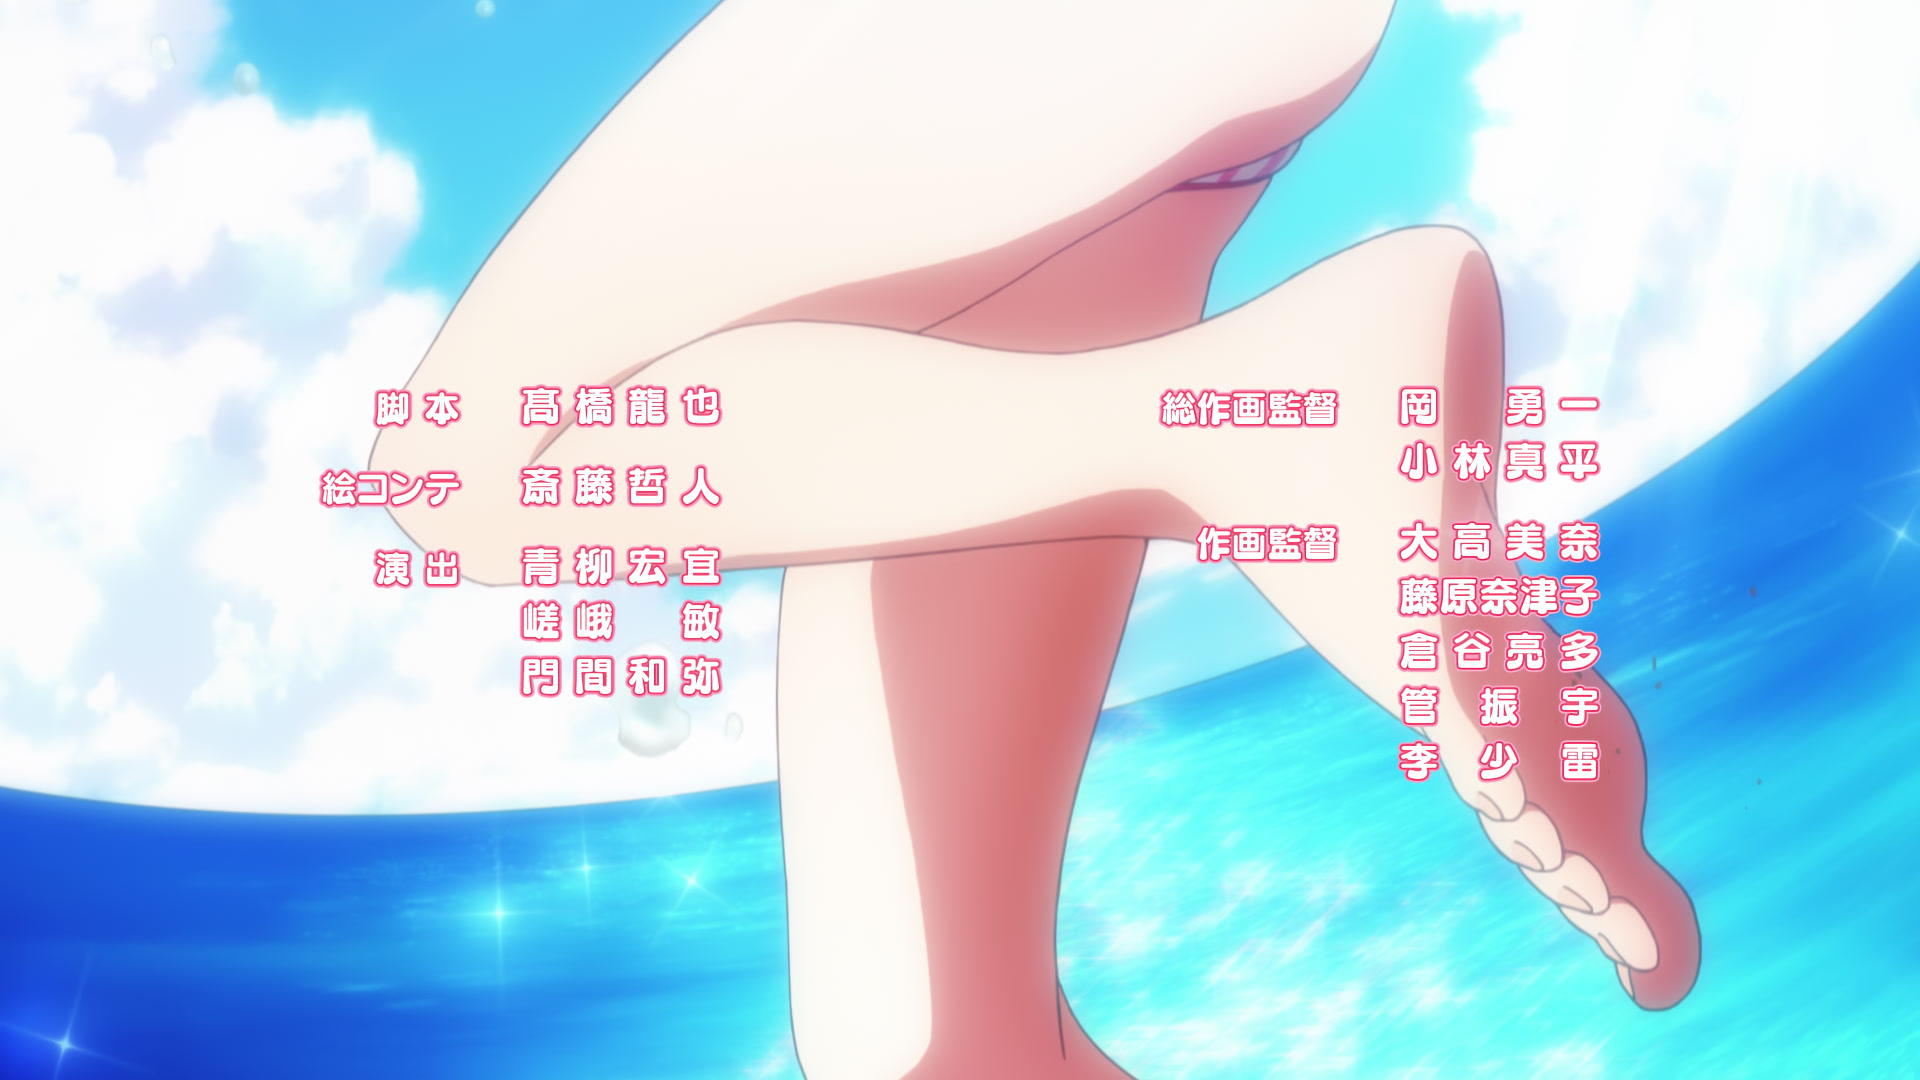 脚本 髙橋龍也
絵コンテ 斎藤哲人
演出 青柳宏宜
嵯峨 敏
門間和弥
総作画監督 岡 勇一
小林真平
作画監督 大高美奈
藤原奈津子
倉谷亮多
管 振 宇
李 少 雷